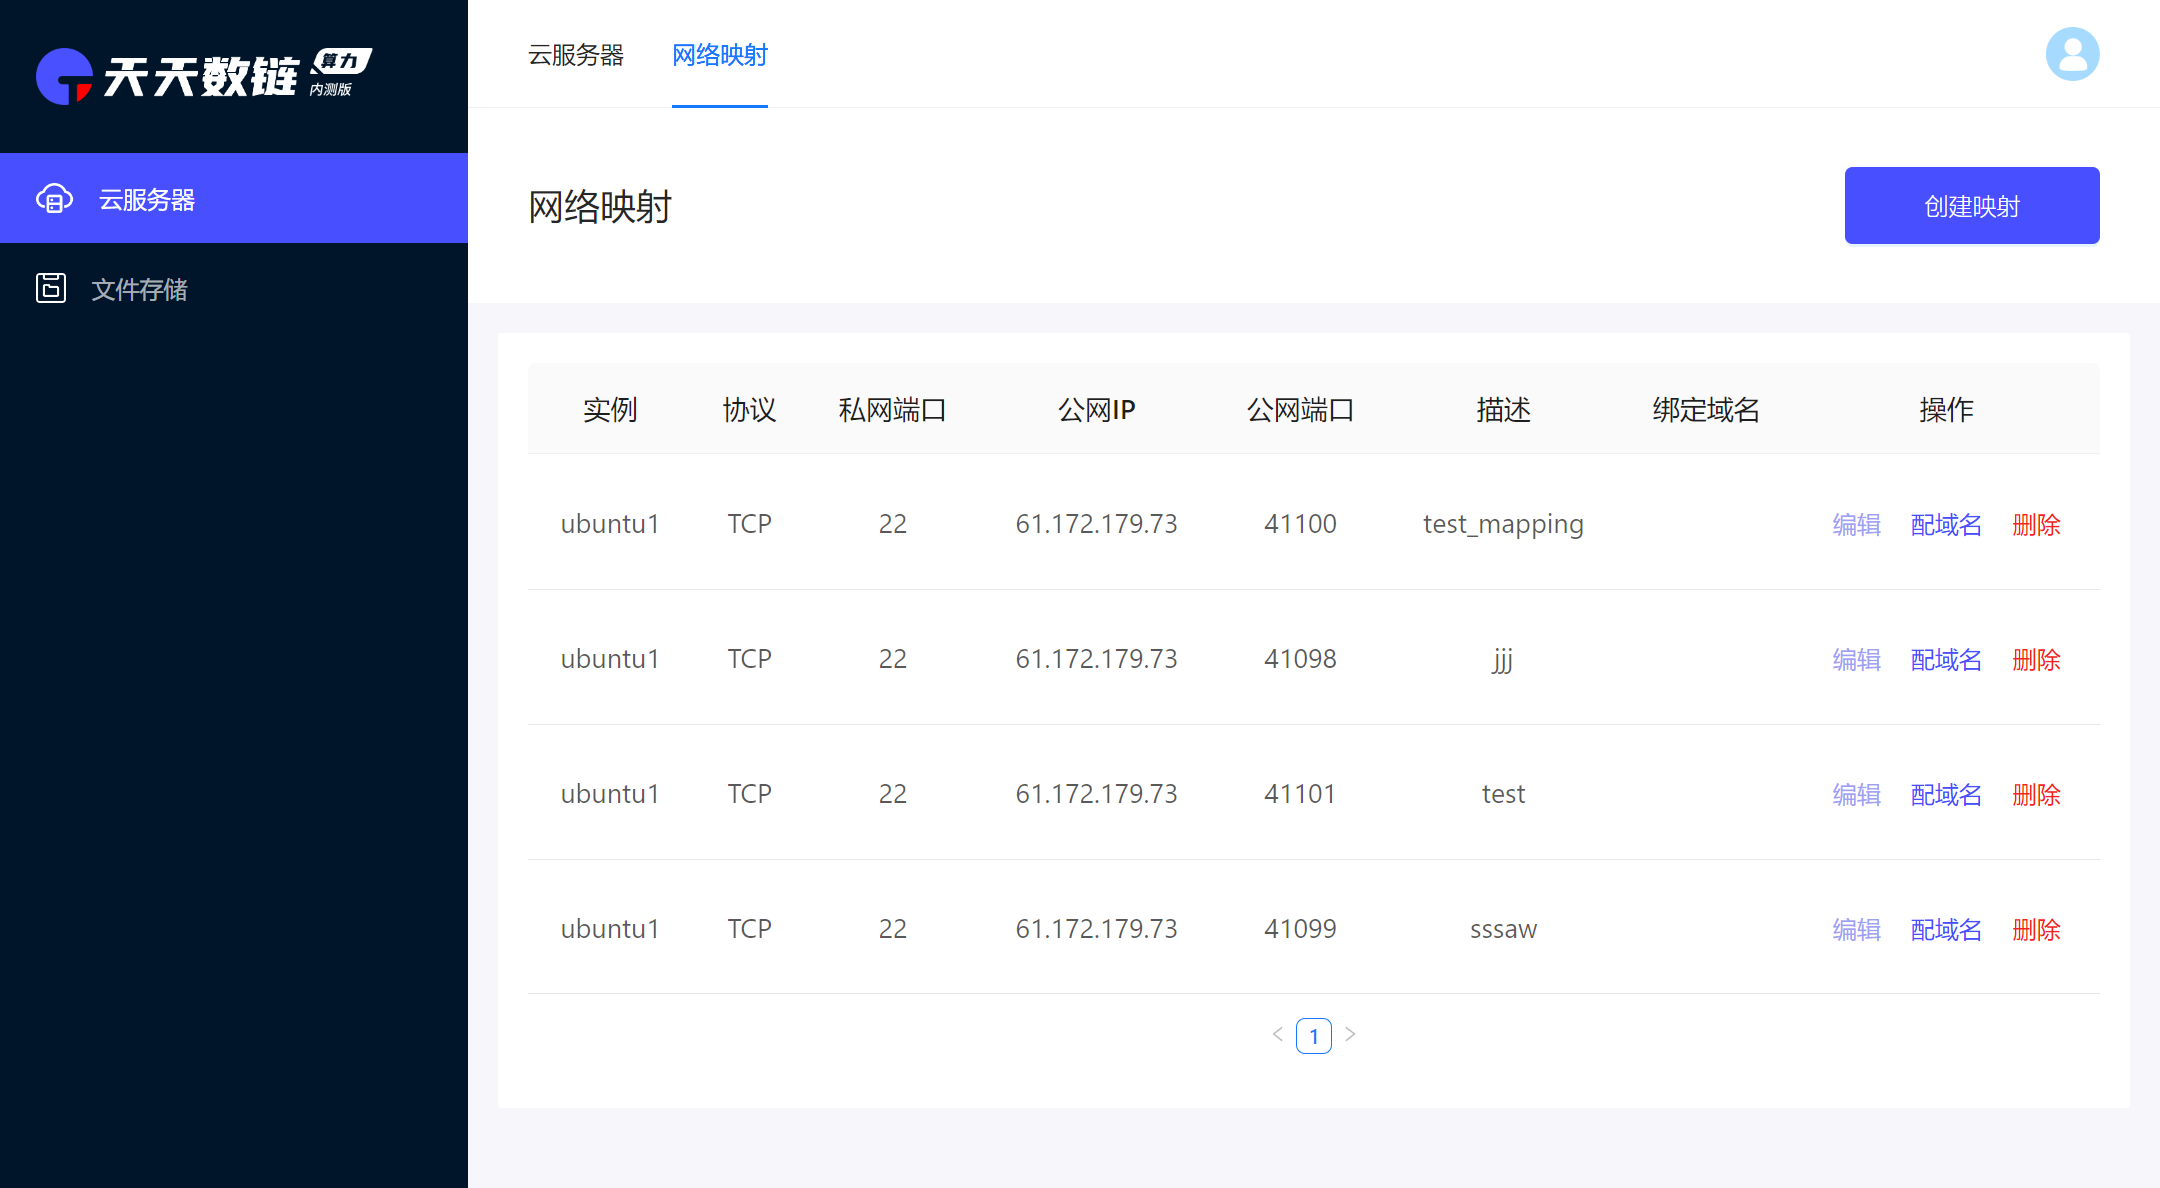 天天数链 算力
内测版
云服务器
文件存储
云服务器 网络映射
网络映射
创建映射
实例 协议 私网端口 公网IP 公网端口 描述 绑定域名 操作
ubuntu1 TCP 22 61.172.179.73 41100 test_mapping 编辑 配域名 删除
ubuntu1 TCP 22 61.172.179.73 41098 jjj 编辑 配域名 删除
ubuntu1 TCP 22 61.172.179.73 41101 test 编辑 配域名 删除
ubuntu1 TCP 22 61.172.179.73 41099 sssaw 编辑 配域名 删除
< 1 >